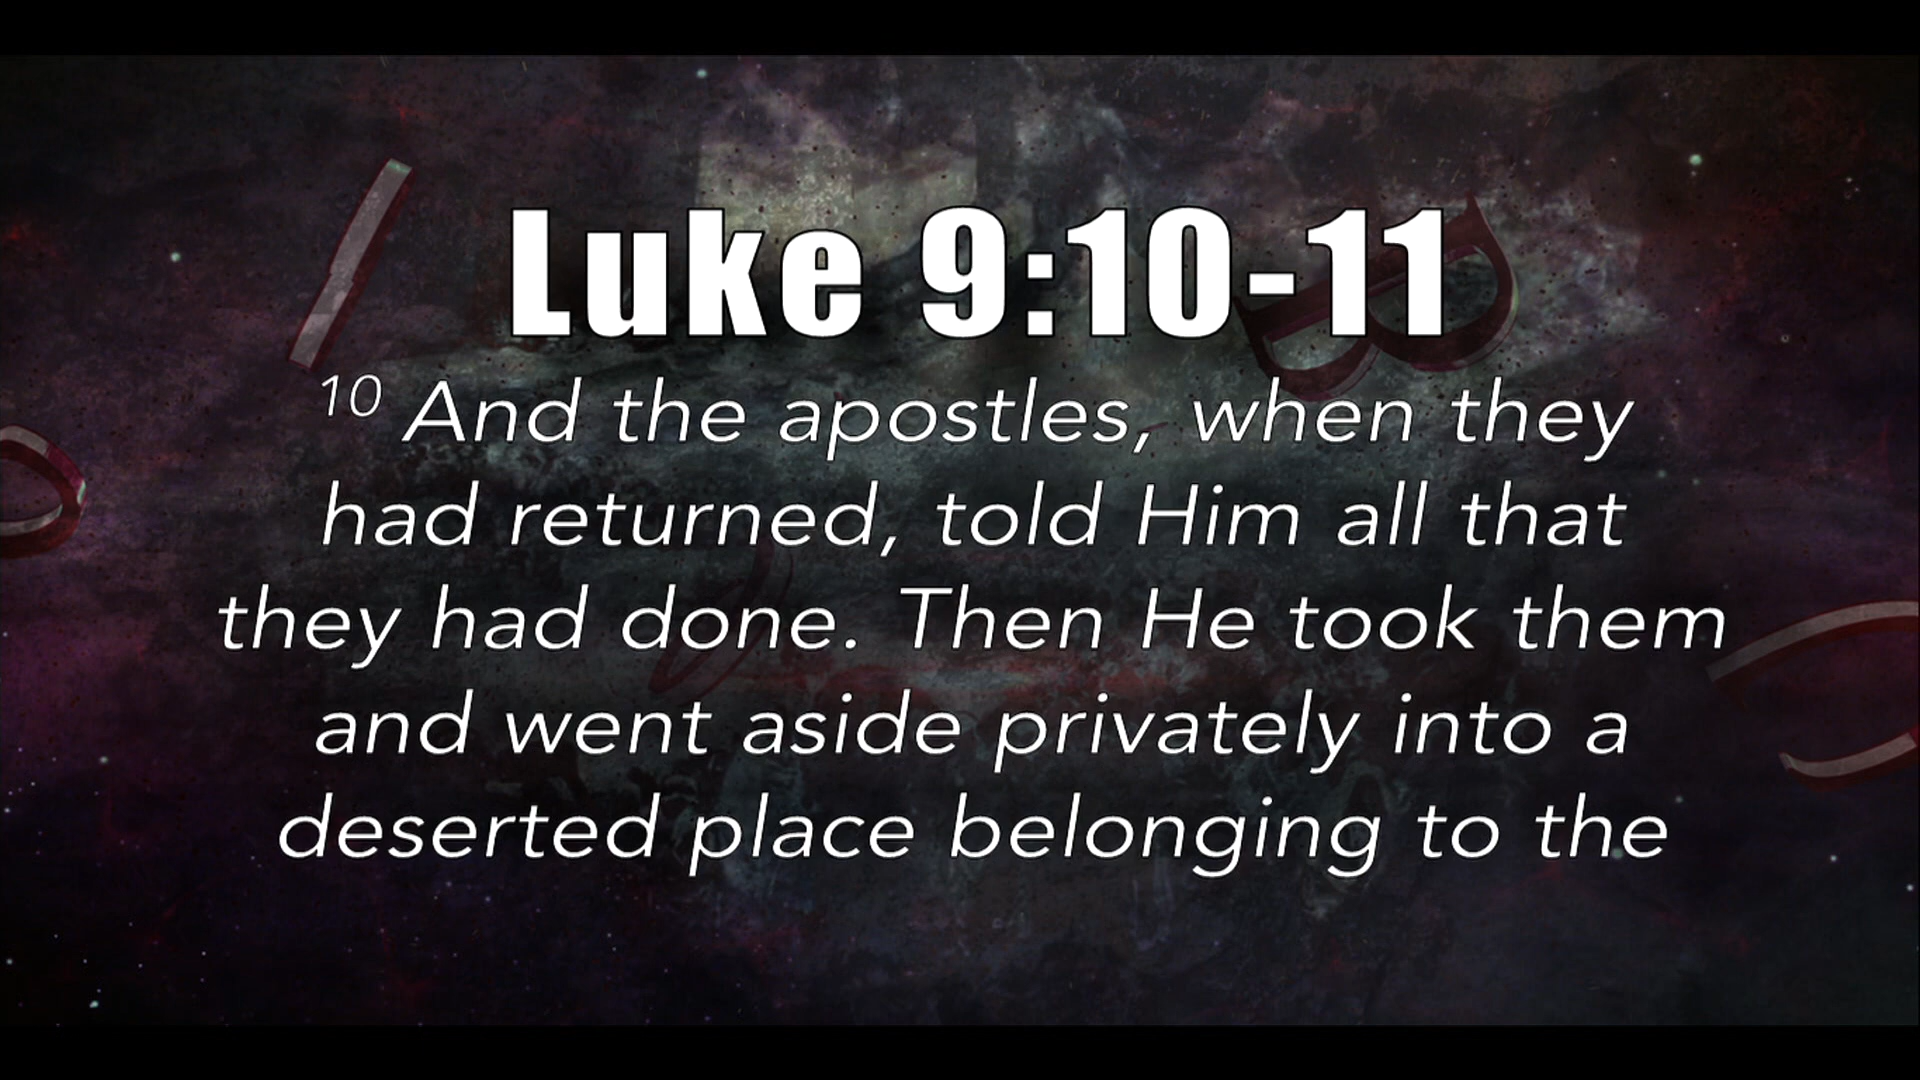 Luke 9:10-11
10 And the apostles, when they
had returned, told Him all that
they had done. Then He took them
and went aside privately into a
deserted place belonging to the